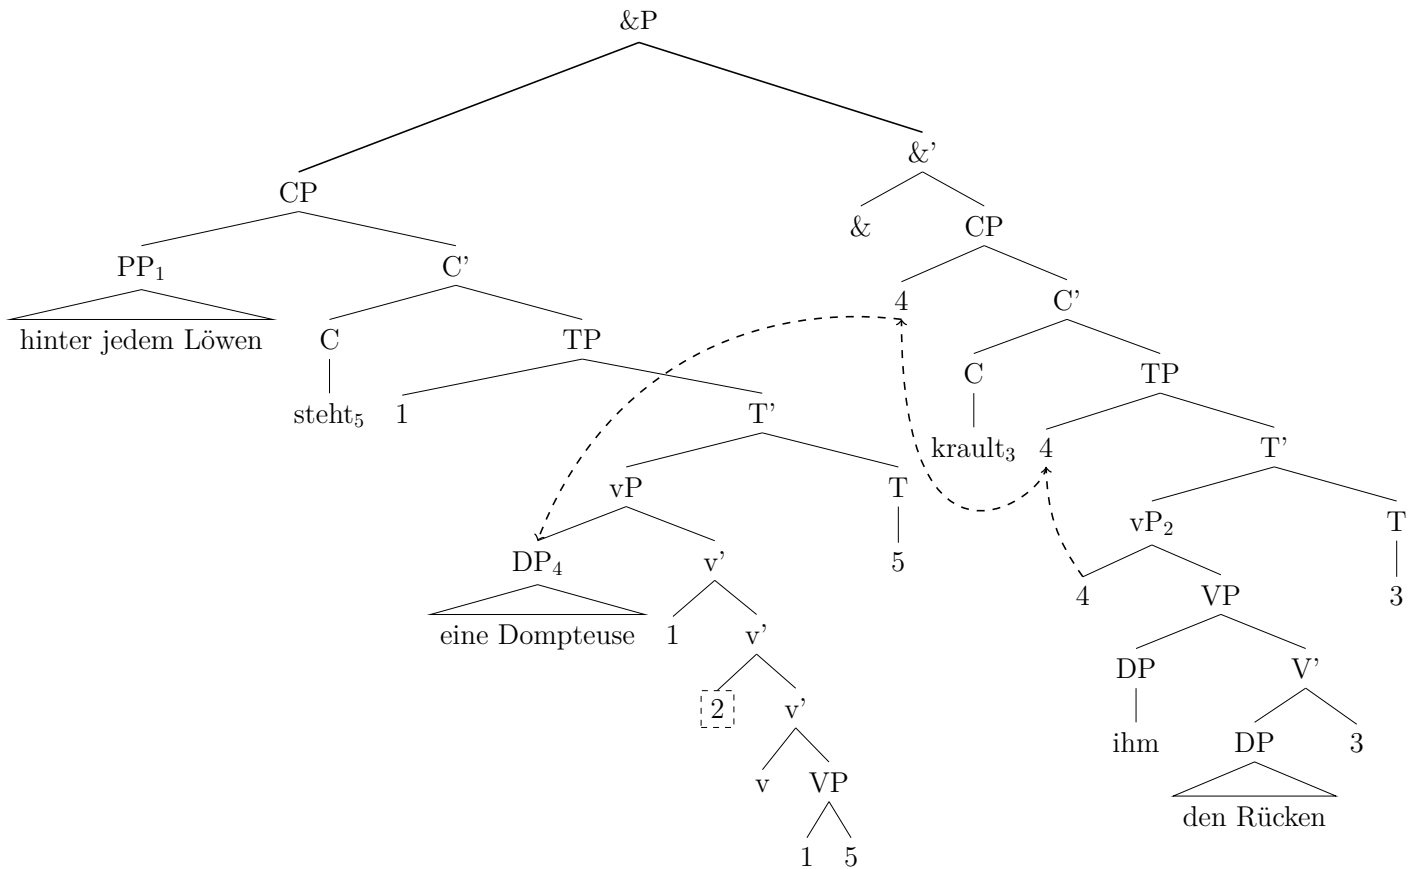 &P
&’
CP
& CP
PP1 C’
4 C’
hinter jedem Löwen C TP
C TP
steht5 1 T’
krault3 4 T’
vP T
vP2 T
DP4 v’ 5
4 VP 3
eine Dompteuse 1 v’
DP V’
2 v’
ihm DP 3
v VP
den Rücken
1 5